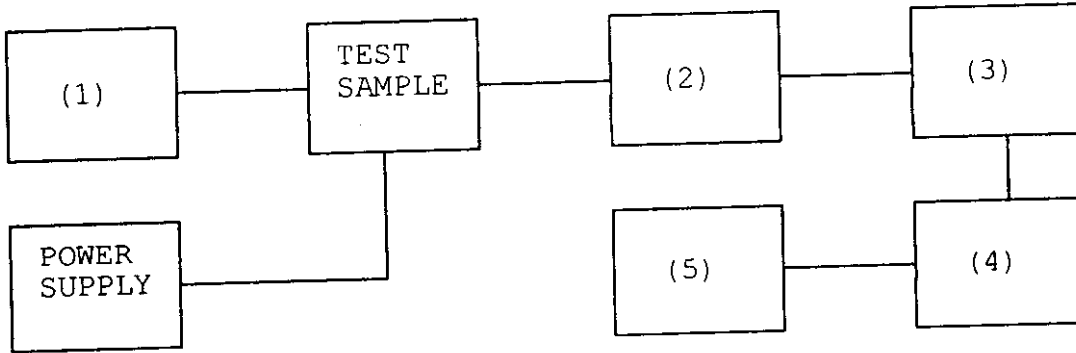 (1)
TEST
SAMPLE
(2)
(3)
POWER
SUPPLY
(5)
(4)